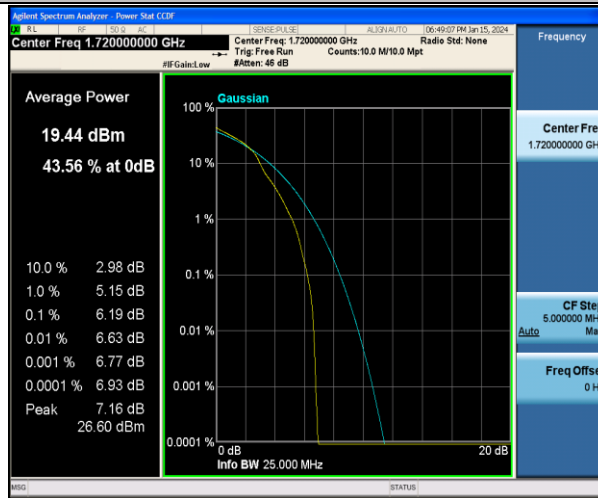 Agilent Spectrum Analyzer - Power Stat CCDF
RL RF 50 Ω AC SENSE:PULSE ALIGN AUTO 06:49:07 PM Jan 15, 2024
Center Freq 1.720000000 GHz
Center Freq: 1.720000000 GHz Radio Std: None
Trig: Free Run Counts:10.0 M/10.0 Mpt
#IFGain:Low #Atten: 46 dB
Frequency
Average Power
19.44 dBm
43.56 % at 0dB
10.0 % 2.98 dB
1.0 % 5.15 dB
0.1 % 6.19 dB
0.01 % 6.63 dB
0.001 % 6.77 dB
0.0001 % 6.93 dB
Peak 7.16 dB
26.60 dBm
Gaussian
100 %
10 %
1 %
0.1 %
0.01 %
0.001 %
0.0001 %
0 dB 20 dB
Info BW 25.000 MHz
Center Fre
1.720000000 GH
CF Ste
5.000000 MH
Auto Ma
Freq Offse
0 H
MSG STATUS